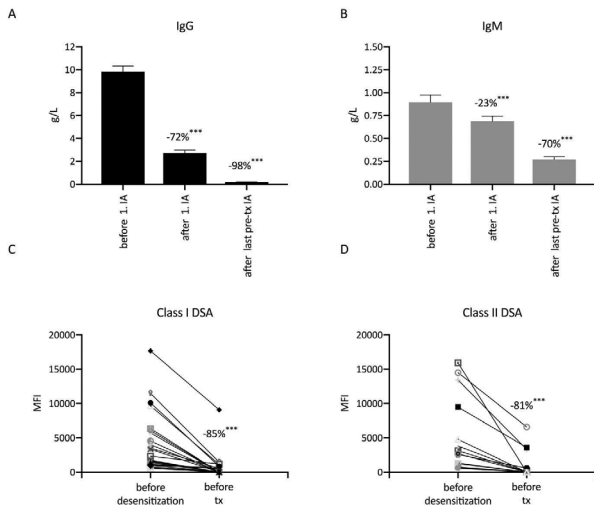 A
IgG
12
10
8
6
4
2
0
g/L
-72%***
-98%***
before 1. IA
after 1. IA
after last pre-tx IA
B
IgM
1.50
1.25
1.00
0.75
0.50
0.25
0.00
g/L
-23%***
-70%***
before 1. IA
after 1. IA
after last pre-tx IA
C
Class I DSA
20000
15000
10000
5000
0
MFI
-85%***
before
desensitization
before
tx
D
Class II DSA
20000
15000
10000
5000
0
MFI
-81%***
before
desensitization
before
tx